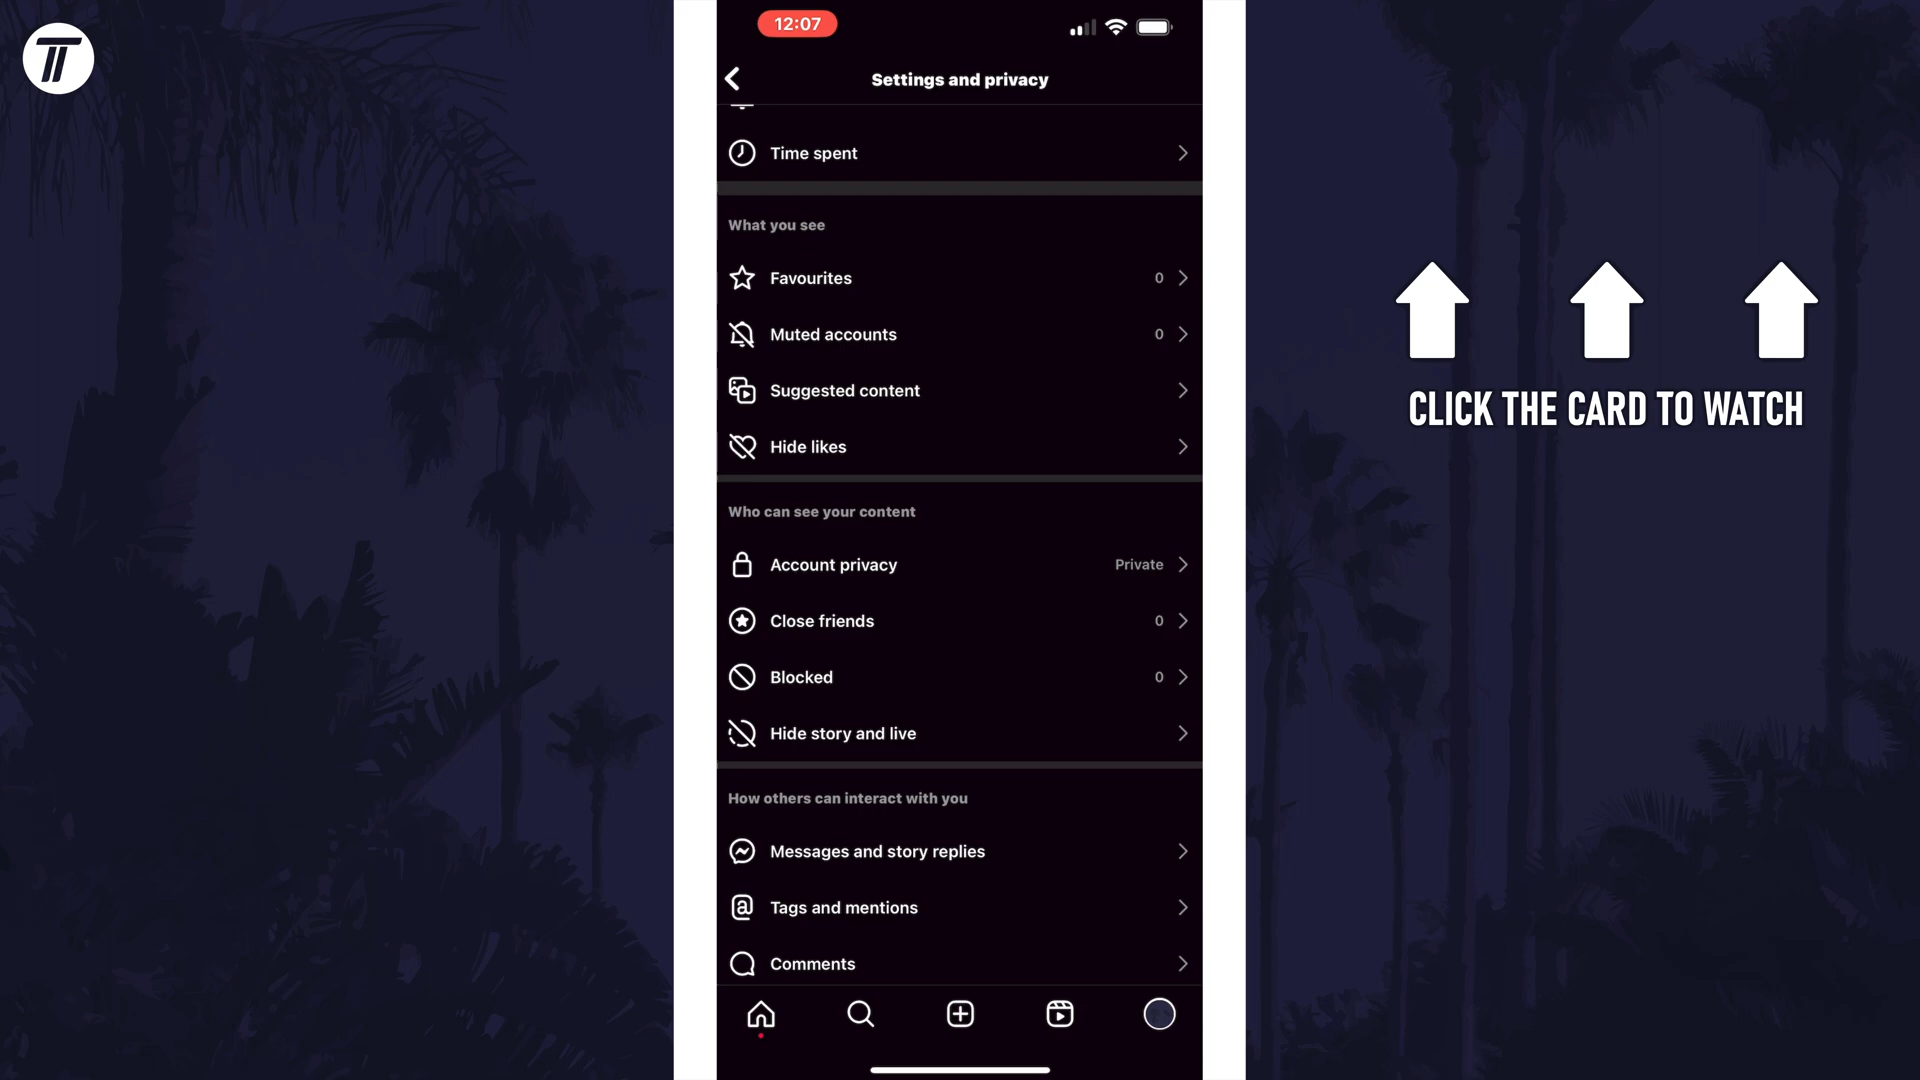 12:07
Settings and privacy
Time spent
What you see
Favourites 0
Muted accounts 0
Suggested content
Hide likes
Who can see your content
Account privacy Private
Close friends 0
Blocked 0
Hide story and live
How others can interact with you
Messages and story replies
Tags and mentions
Comments
CLICK THE CARD TO WATCH